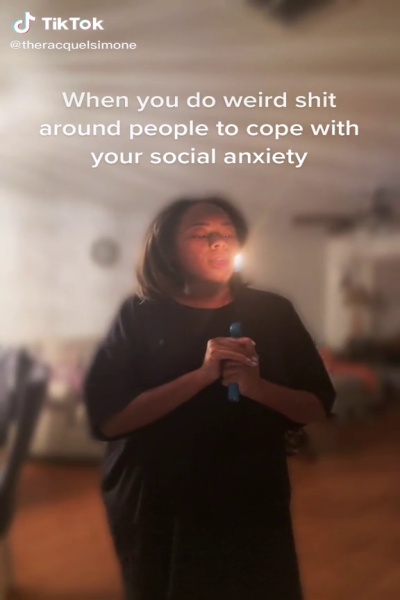 TikTok
@theracquelsimone
When you do weird shit
around people to cope with
your social anxiety